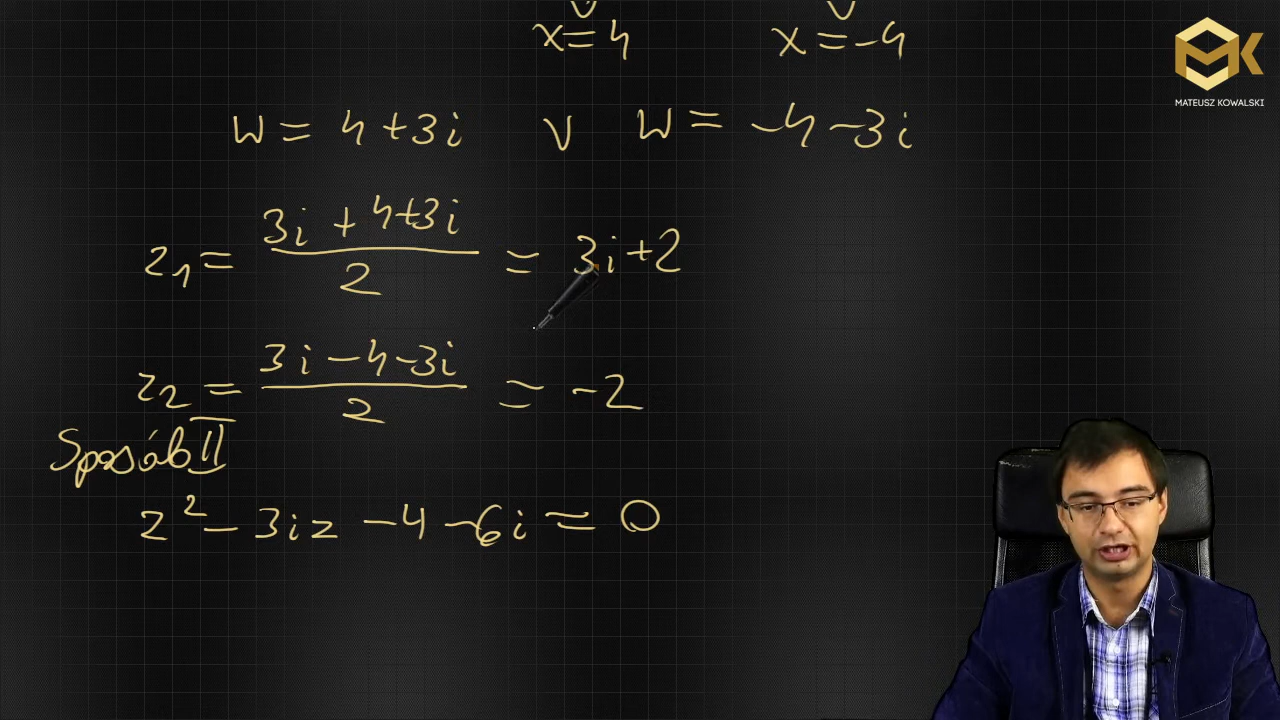 x=4 x=-4
MATEUSZ KOWALSKI
w = 4+3i ∨ w = -4-3i
z₁ = (3i + 4+3i)/2 = 3i+2
z₂ = (3i -4-3i)/2 = -2
Sposób II
z² - 3iz - 4 - 6i = 0